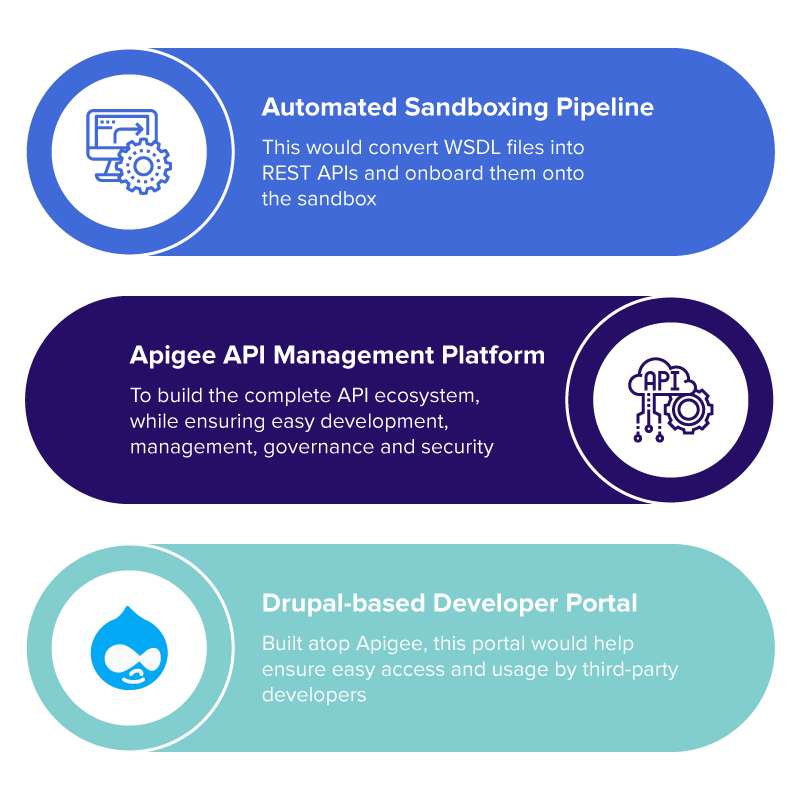 Automated Sandboxing Pipeline
This would convert WSDL files into
REST APIs and onboard them onto
the sandbox
Apigee API Management Platform
To build the complete API ecosystem,
while ensuring easy development,
management, governance and security
API
Drupal-based Developer Portal
Built atop Apigee, this portal would help
ensure easy access and usage by third-party
developers